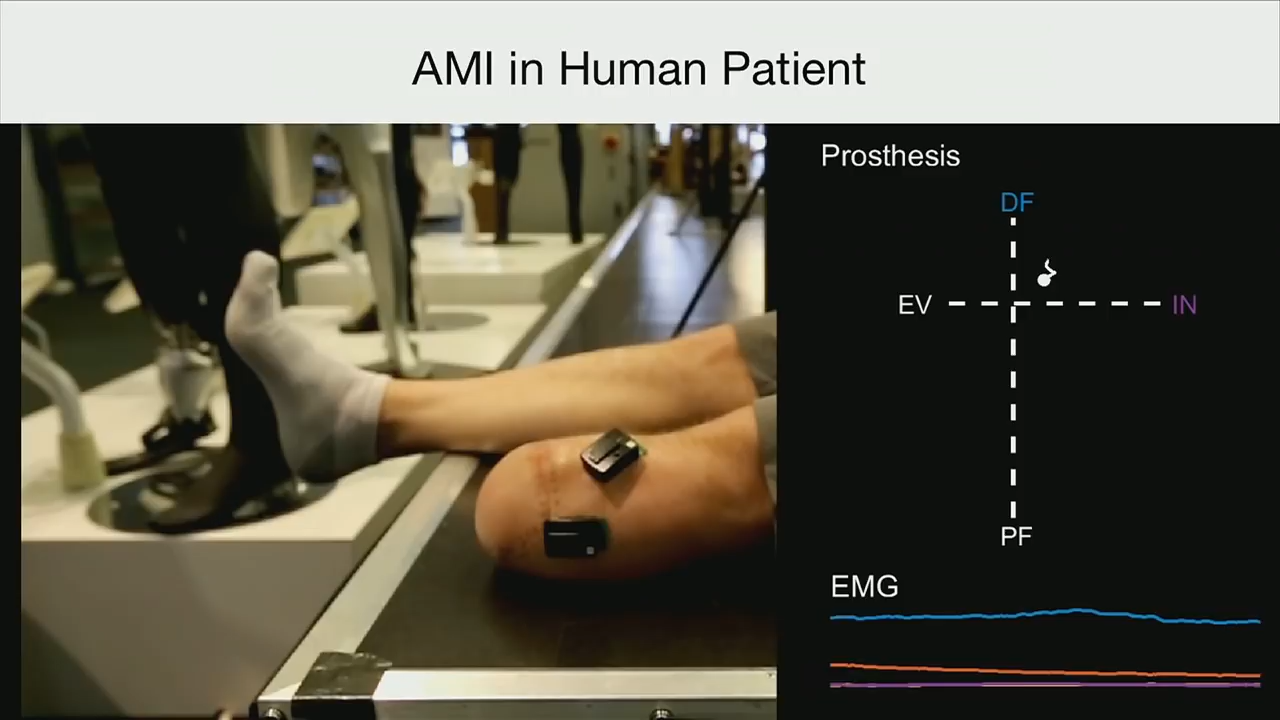 AMI in Human Patient
Prosthesis
DF
EV
IN
PF
EMG